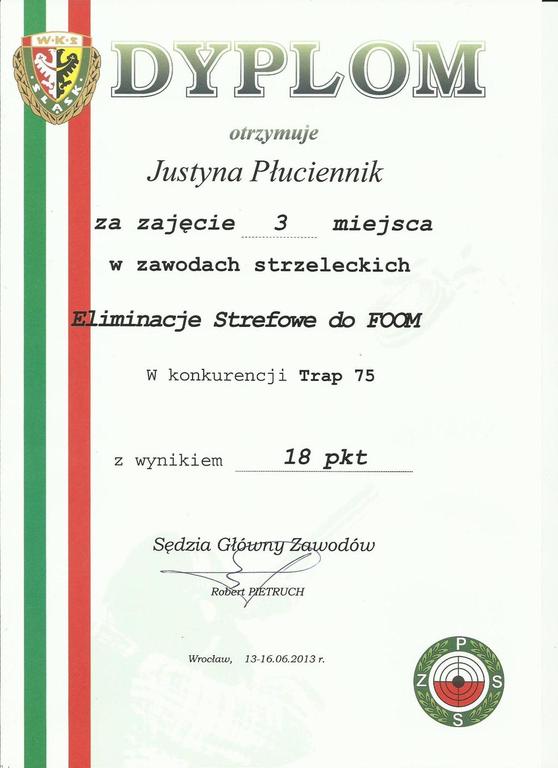 W·K·S
ŚLĄSK
DYPLOM
otrzymuje
Justyna Płuciennik
za zajęcie 3 miejsca
w zawodach strzeleckich
Eliminacje Strefowe do FOOM
W konkurencji Trap 75
z wynikiem 18 pkt
Sędzia Główny Zawodów
Robert PIETRUCH
Wrocław, 13-16.06.2013 r.
P Z S S